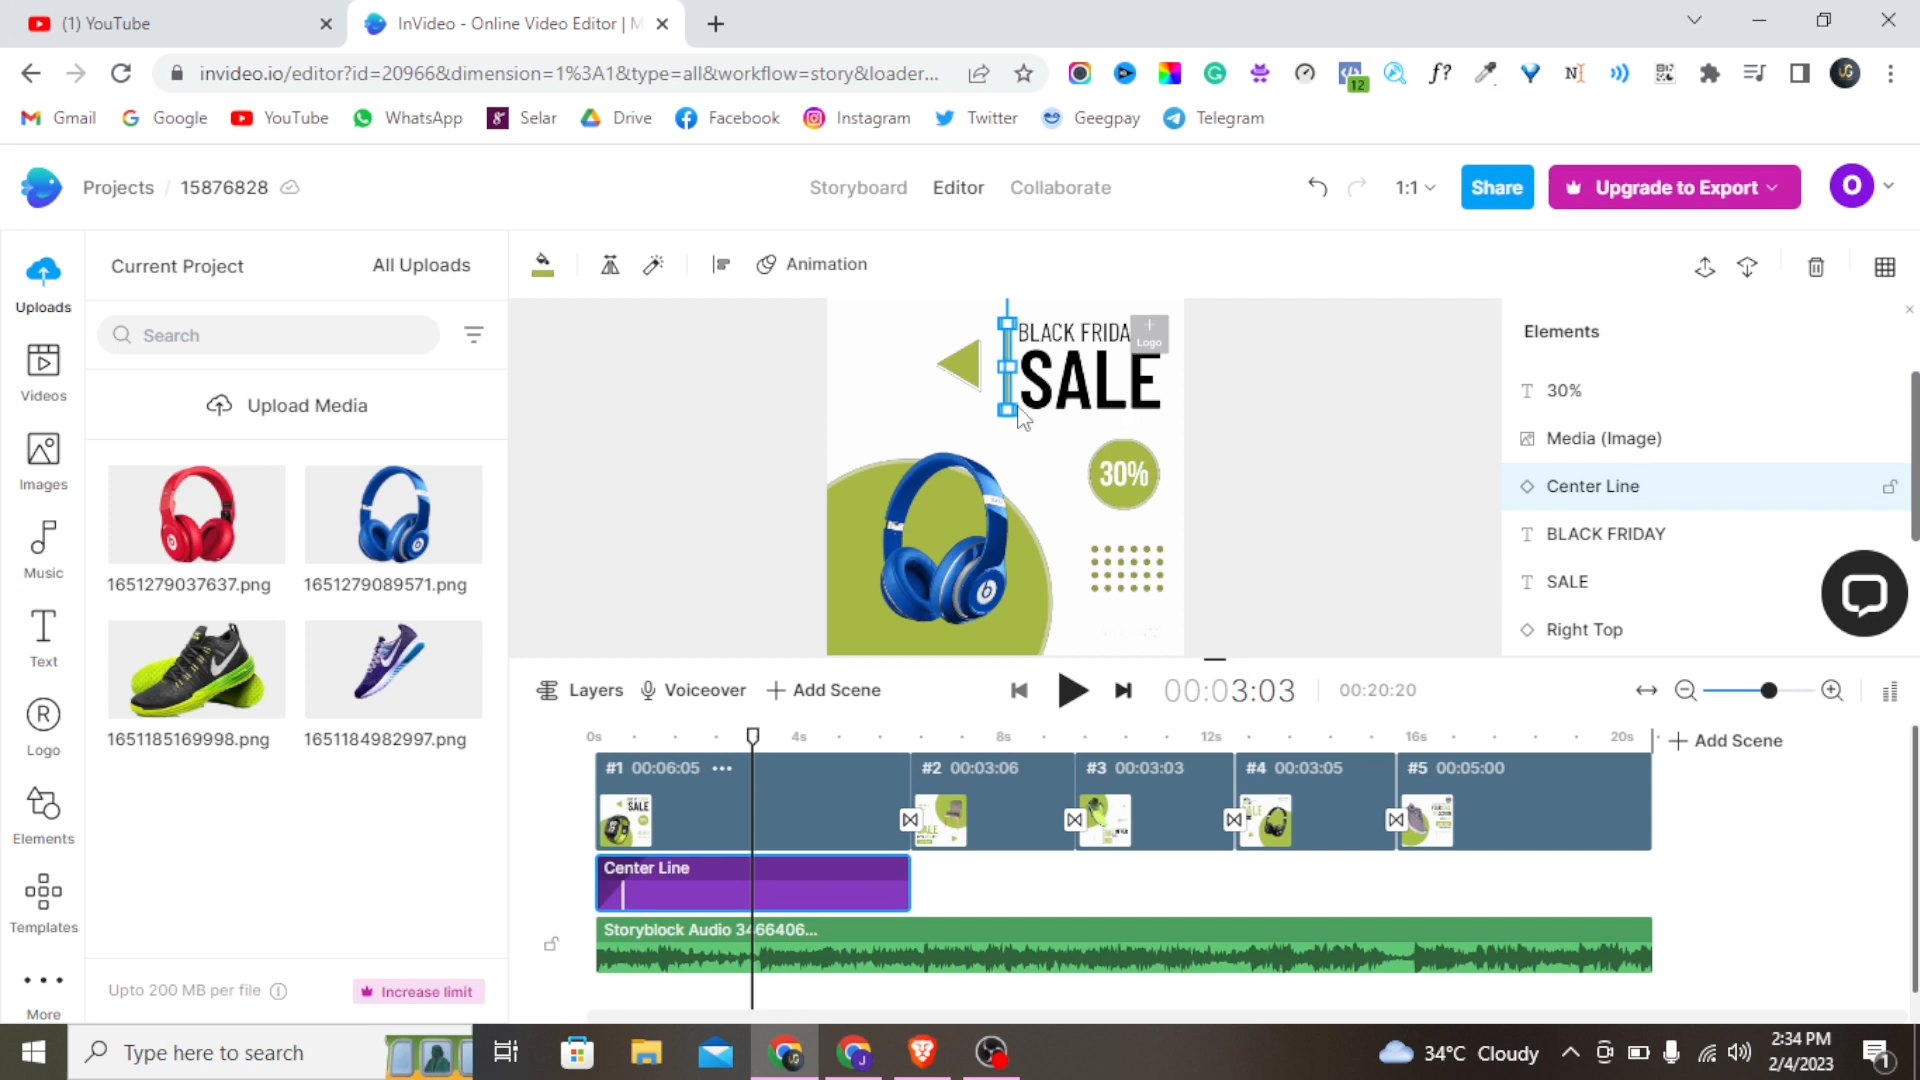 (1) YouTube
InVideo - Online Video Editor | M
invideo.io/editor?id=20966&dimension=1%3A1&type=all&workflow=story&loader...
12
Gmail Google YouTube WhatsApp Selar Drive Facebook Instagram Twitter Geegpay Telegram
Projects / 15876828
Storyboard Editor Collaborate
1:1
Share
Upgrade to Export
O
Uploads
Videos
Images
Music
Text
Logo
Elements
Templates
More
Current Project
All Uploads
Search
Upload Media
1651279037637.png
1651279089571.png
1651185169998.png
1651184982997.png
Upto 200 MB per file
Increase limit
Animation
BLACK FRIDA
Logo
SALE
30%
Elements
30%
Media (Image)
Center Line
BLACK FRIDAY
SALE
Right Top
Layers Voiceover Add Scene
00:03:03
00:20:20
0s 4s 8s 12s 16s 20s
Add Scene
#1 00:06:05
#2 00:03:06
#3 00:03:03
#4 00:03:05
#5 00:05:00
Center Line
Storyblock Audio 3466406...
Type here to search
34°C Cloudy
2:34 PM
2/4/2023
1